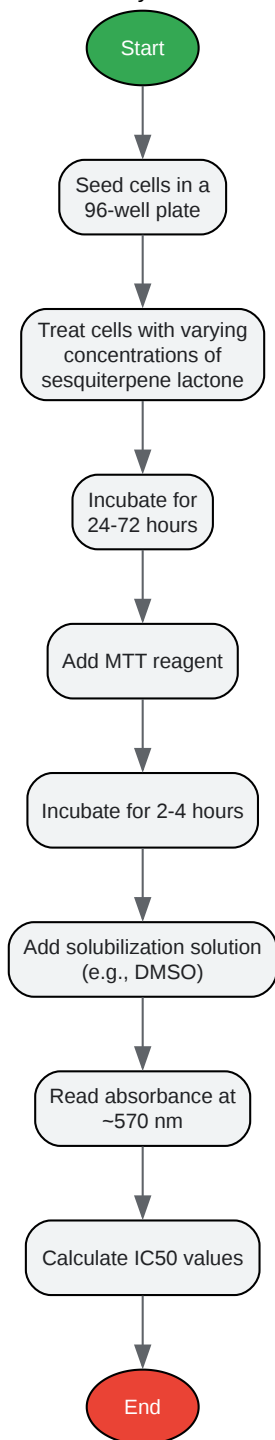 Start
Seed cells in a
96-well plate
Treat cells with varying
concentrations of
sesquiterpene lactone
Incubate for
24-72 hours
Add MTT reagent
Incubate for 2-4 hours
Add solubilization solution
(e.g., DMSO)
Read absorbance at
~570 nm
Calculate IC50 values
End